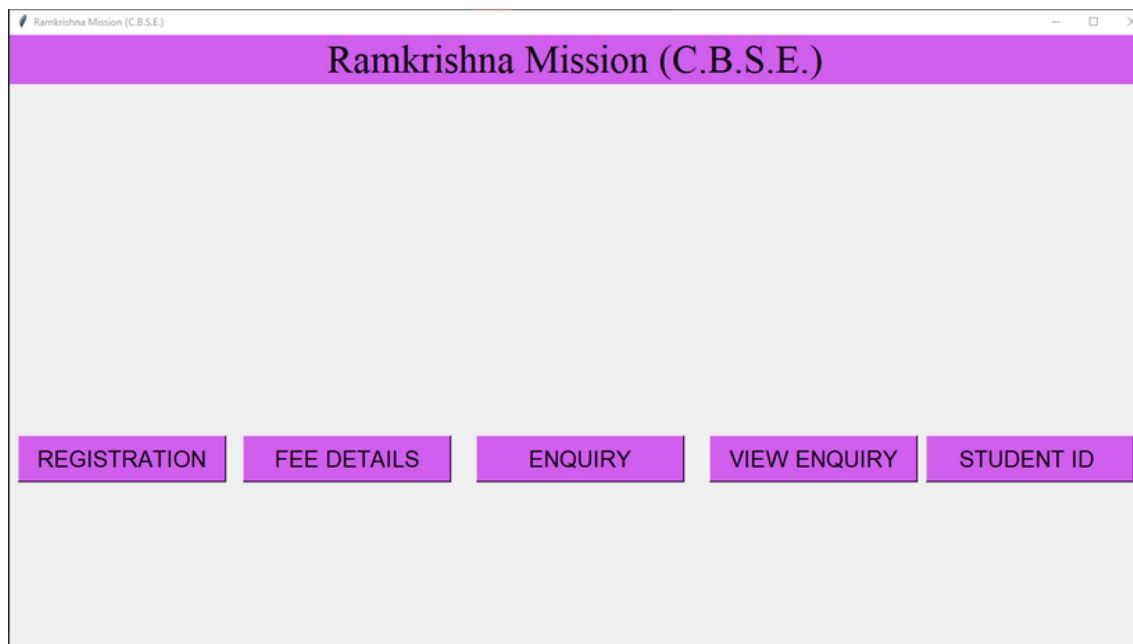 Ramkrishna Mission (C.B.S.E.)
Ramkrishna Mission (C.B.S.E.)
REGISTRATION FEE DETAILS ENQUIRY VIEW ENQUIRY STUDENT ID